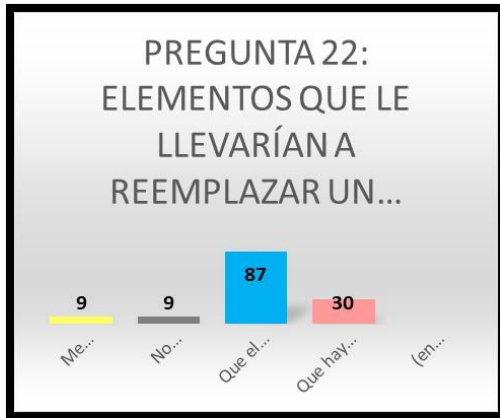 PREGUNTA 22:
ELEMENTOS QUE LE
LLEVARÍAN A
REEMPLAZAR UN...
9
9
87
30
Me...
No...
Que el...
Que hay...
(en...